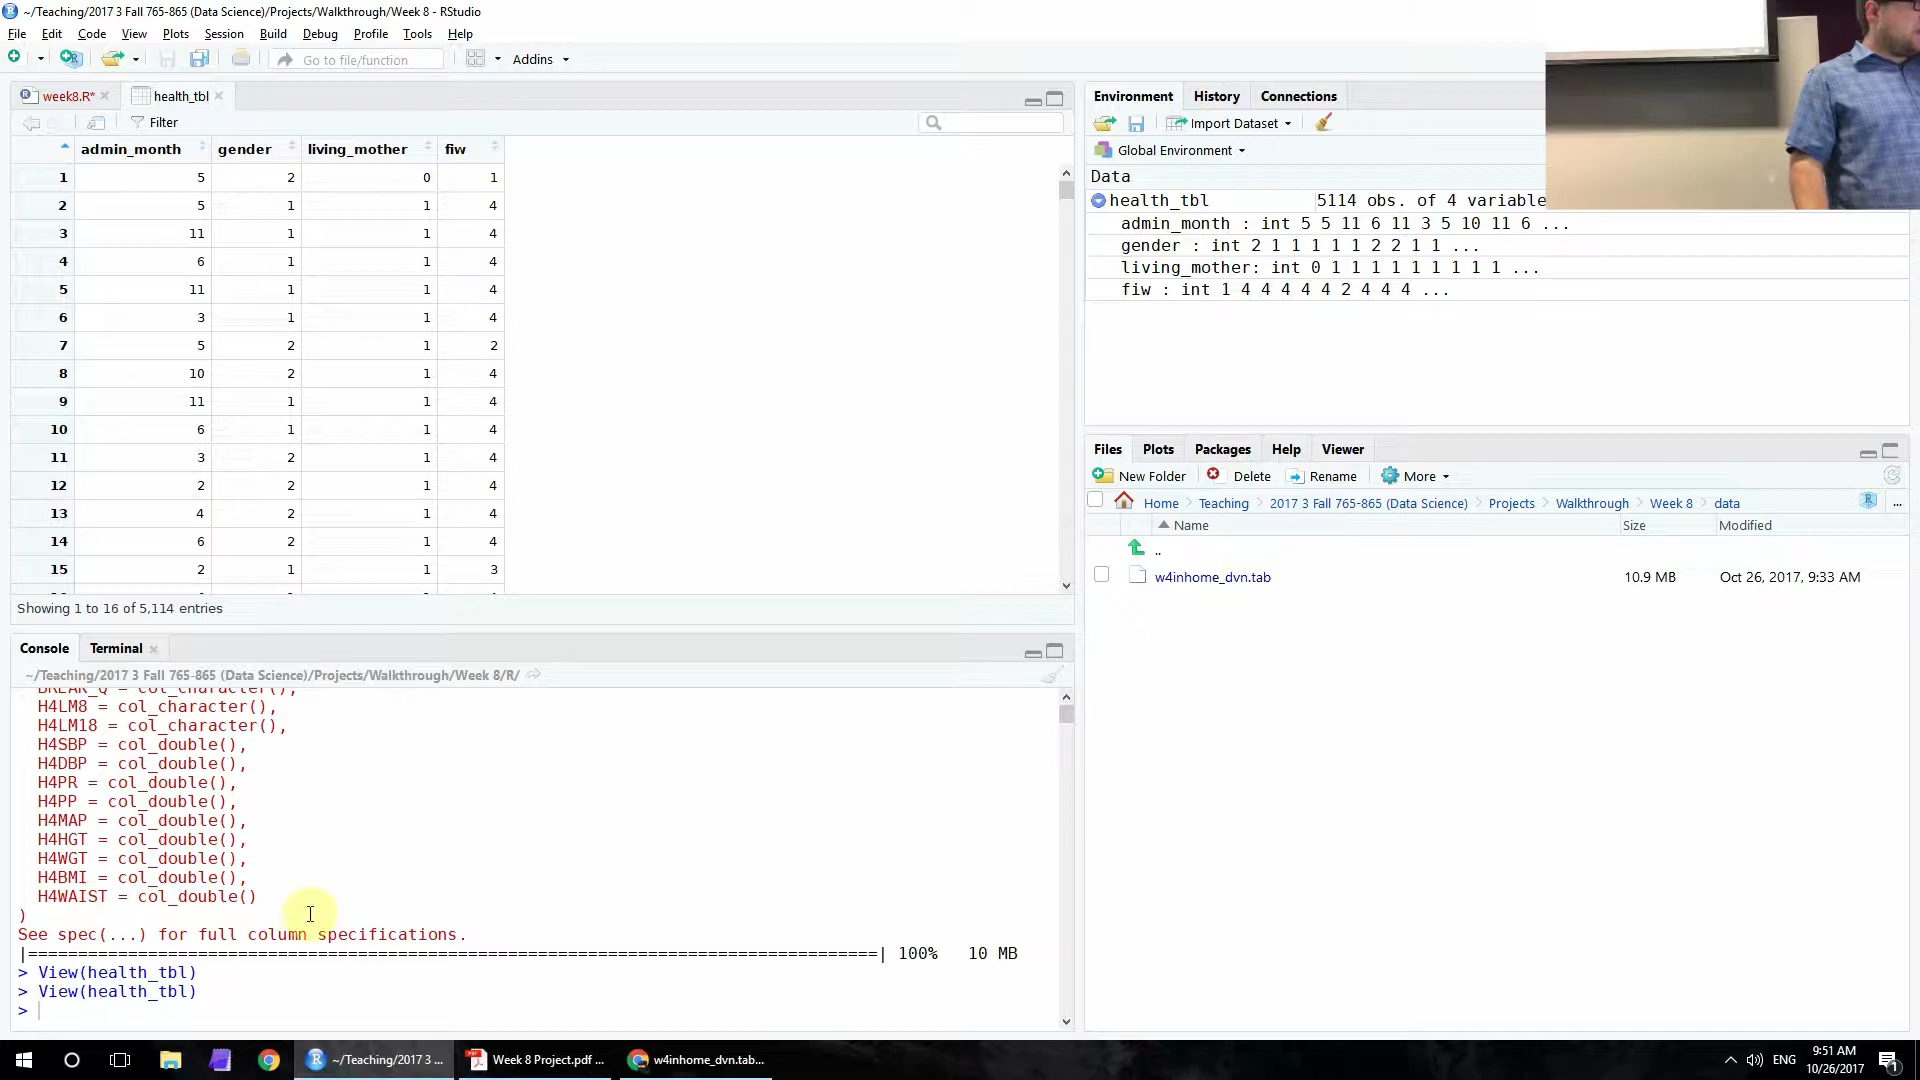 ~/Teaching/2017 3 Fall 765-865 (Data Science)/Projects/Walkthrough/Week 8 - RStudio
File Edit Code View Plots Session Build Debug Profile Tools Help
Go to file/function Addins
week8.R* health_tbl
Filter
admin_month gender living_mother fiw
1 5 2 0 1
2 5 1 1 4
3 11 1 1 4
4 6 1 1 4
5 11 1 1 4
6 3 1 1 4
7 5 2 1 2
8 10 2 1 4
9 11 1 1 4
10 6 1 1 4
11 3 2 1 4
12 2 2 1 4
13 4 2 1 4
14 6 2 1 4
15 2 1 1 3
Showing 1 to 16 of 5,114 entries
Console Terminal
~/Teaching/2017 3 Fall 765-865 (Data Science)/Projects/Walkthrough/Week 8/R/
BREAK_Q = col_character(),
H4LM8 = col_character(),
H4LM18 = col_character(),
H4SBP = col_double(),
H4DBP = col_double(),
H4PR = col_double(),
H4PP = col_double(),
H4MAP = col_double(),
H4HGT = col_double(),
H4WGT = col_double(),
H4BMI = col_double(),
H4WAIST = col_double()
)
See spec(...) for full column specifications.
|======================================================================================| 100% 10 MB
> View(health_tbl)
> View(health_tbl)
>
Environment History Connections
Import Dataset
Global Environment
Data
health_tbl 5114 obs. of 4 variable
admin_month : int 5 5 11 6 11 3 5 10 11 6 ...
gender : int 2 1 1 1 1 1 2 2 1 1 ...
living_mother: int 0 1 1 1 1 1 1 1 1 1 ...
fiw : int 1 4 4 4 4 4 2 4 4 4 ...
Files Plots Packages Help Viewer
New Folder Delete Rename More
Home Teaching 2017 3 Fall 765-865 (Data Science) Projects Walkthrough Week 8 data ...
Name Size Modified
..
w4inhome_dvn.tab 10.9 MB Oct 26, 2017, 9:33 AM
~/Teaching/2017 3 ... Week 8 Project.pdf ... w4inhome_dvn.tab... ENG 9:51 AM
10/26/2017 1